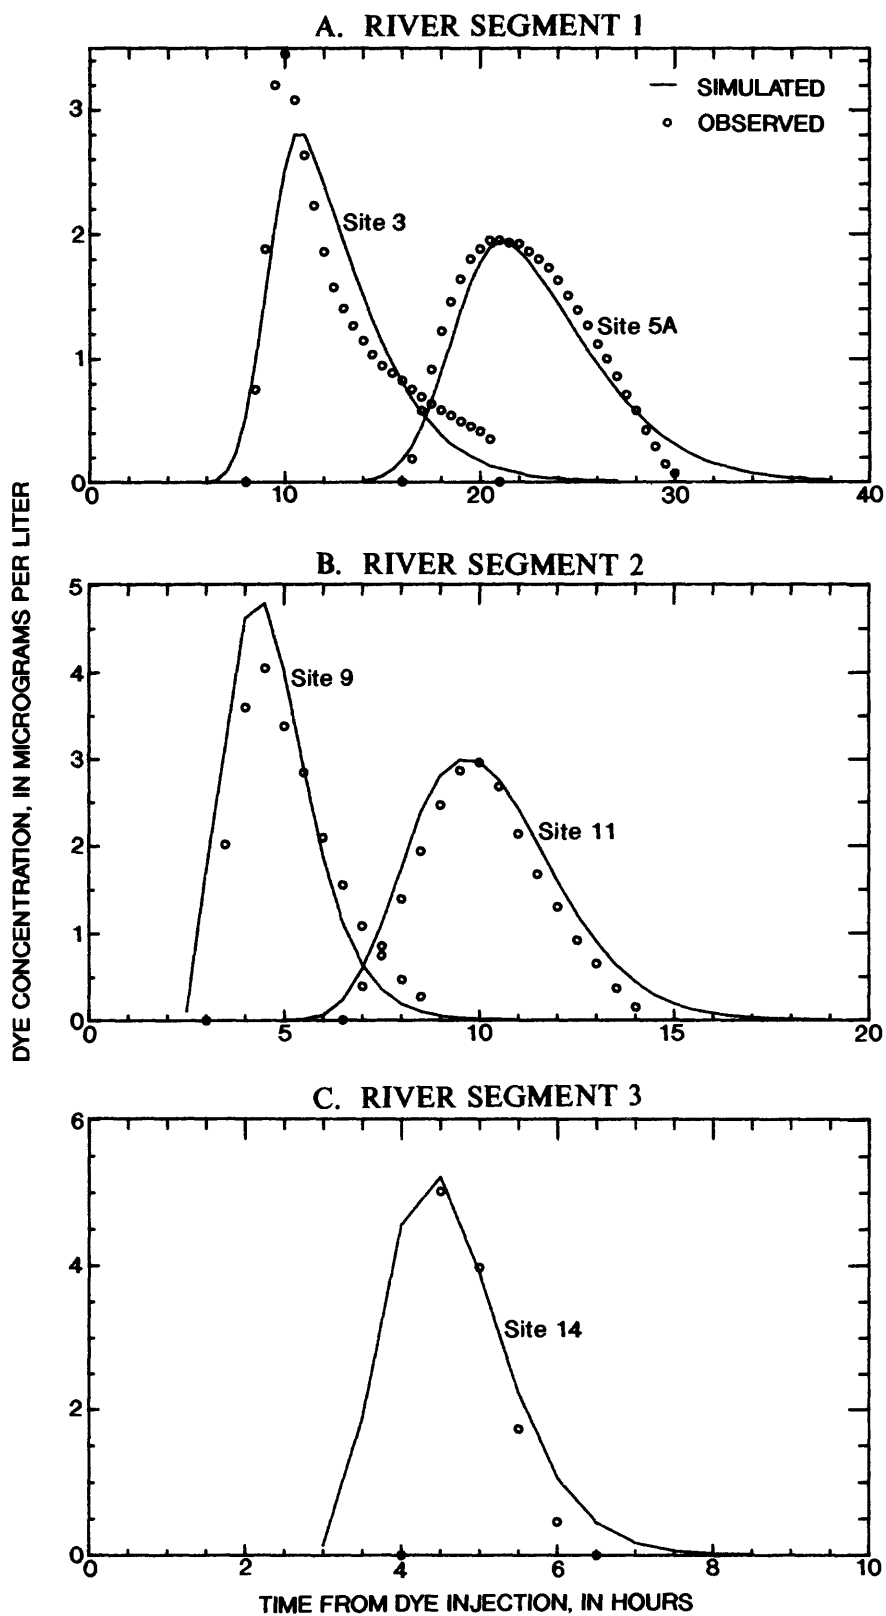 A. RIVER SEGMENT 1
SIMULATED
OBSERVED
3
2
1
0
Site 3
Site 5A
0 10 20 30 40
DYE CONCENTRATION, IN MICROGRAMS PER LITER
B. RIVER SEGMENT 2
5
4
3
2
1
0
Site 9
Site 11
0 5 10 15 20
C. RIVER SEGMENT 3
6
4
2
0
Site 14
0 2 4 6 8 10
TIME FROM DYE INJECTION, IN HOURS